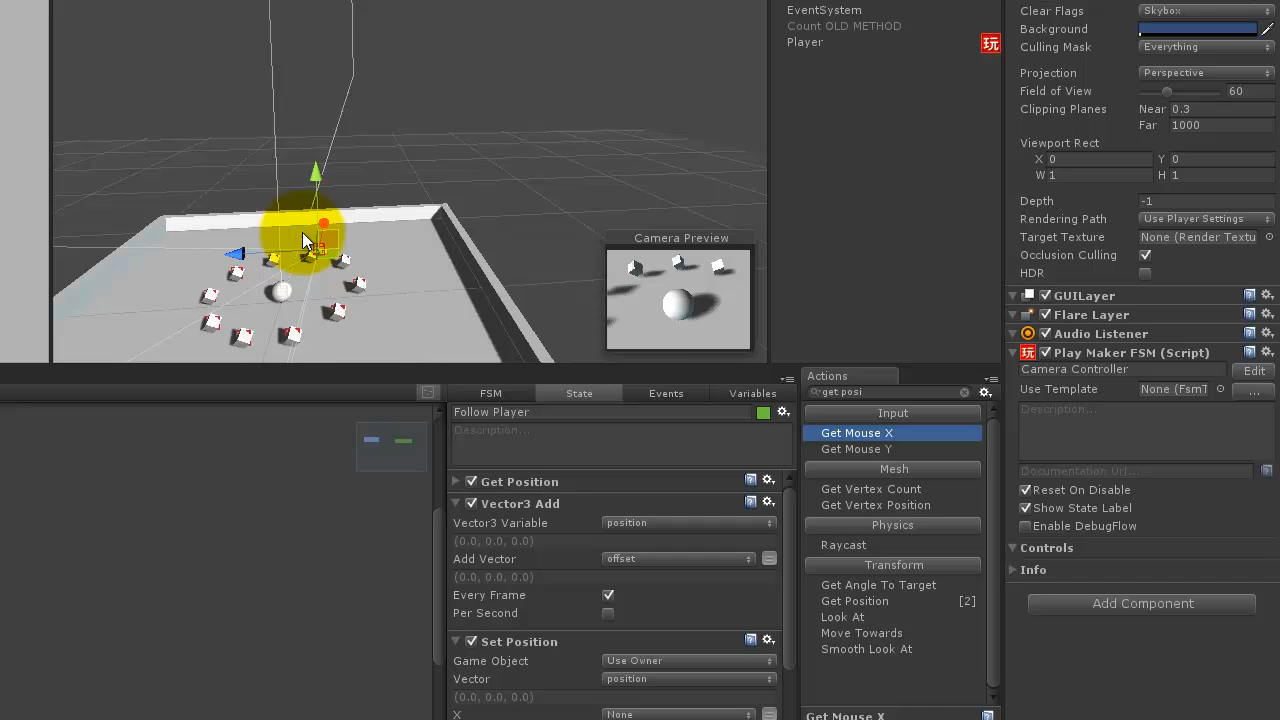 EventSystem
Count OLD METHOD
Player
玩
Camera Preview
Clear Flags Skybox
Background
Culling Mask Everything
Projection Perspective
Field of View 60
Clipping Planes Near 0.3
Far 1000
Viewport Rect
X 0 Y 0
W 1 H 1
Depth -1
Rendering Path Use Player Settings
Target Texture None (Render Textu
Occlusion Culling
HDR
GUILayer
Flare Layer
Audio Listener
玩 Play Maker FSM (Script)
Camera Controller Edit
Use Template None (FsmT ...
Description...
Documentation Url...
Reset On Disable
Show State Label
Enable DebugFlow
Controls
Info
Add Component
FSM State Events Variables
Follow Player
Description...
Get Position
Vector3 Add
Vector3 Variable position
(0.0, 0.0, 0.0)
Add Vector offset
(0.0, 0.0, 0.0)
Every Frame
Per Second
Set Position
Game Object Use Owner
Vector position
(0.0, 0.0, 0.0)
X None
Actions
get posi
Input
Get Mouse X
Get Mouse Y
Mesh
Get Vertex Count
Get Vertex Position
Physics
Raycast
Transform
Get Angle To Target
Get Position [2]
Look At
Move Towards
Smooth Look At
Get Mouse X